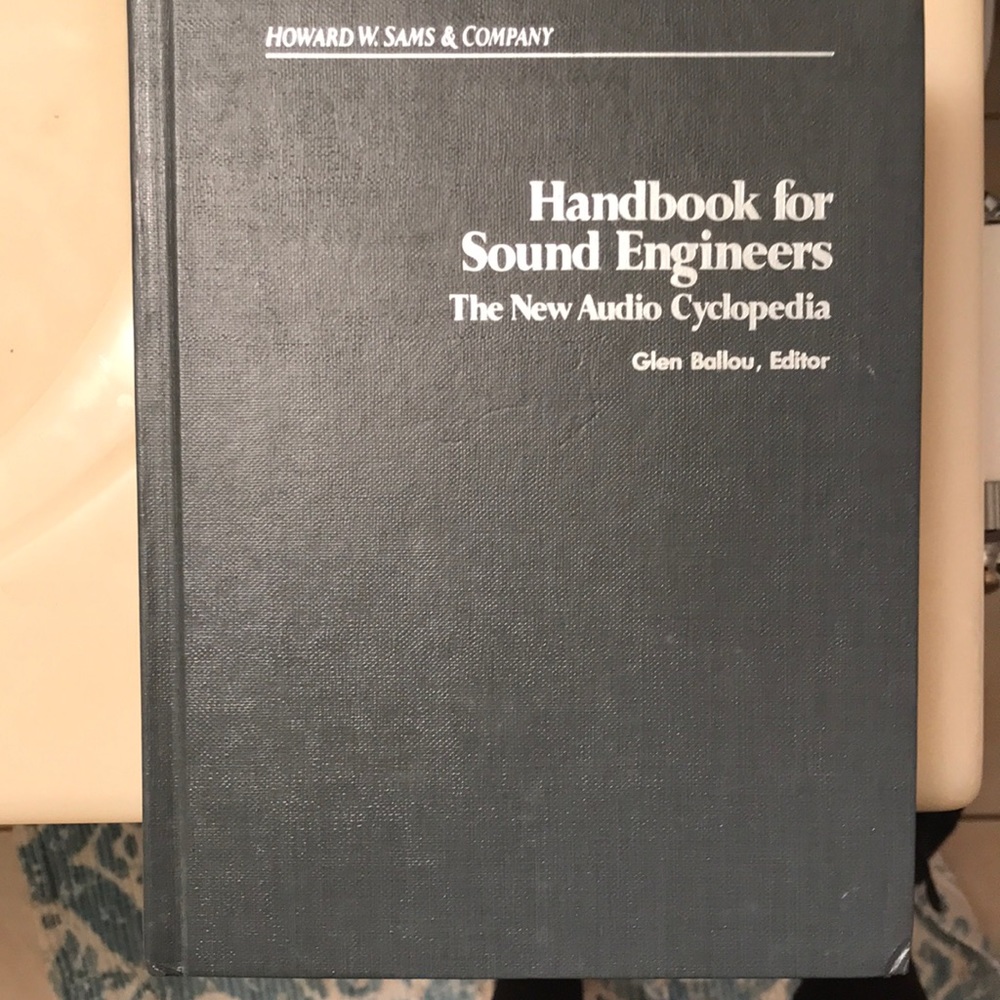 HOWARD W. SAMS & COMPANY
Handbook for
Sound Engineers
The New Audio Cyclopedia
Glen Ballou, Editor